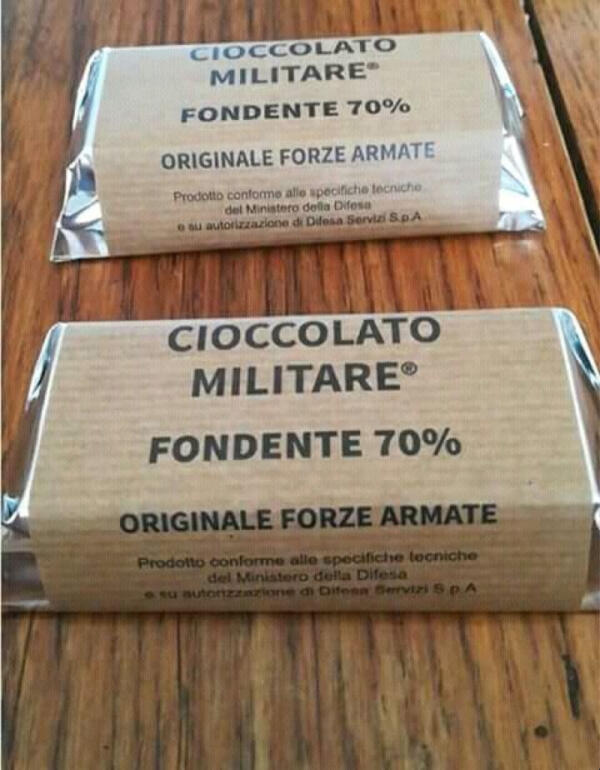 CIOCCOLATO
MILITARE®
FONDENTE 70%
ORIGINALE FORZE ARMATE
Prodotto conforme alle specifiche tecniche
del Ministero della Difesa
e su autorizzazione di Difesa Servizi S.p.A
CIOCCOLATO
MILITARE®
FONDENTE 70%
ORIGINALE FORZE ARMATE
Prodotto conforme alle specifiche tecniche
del Ministero della Difesa
e su autorizzazione di Difesa Servizi S.p.A